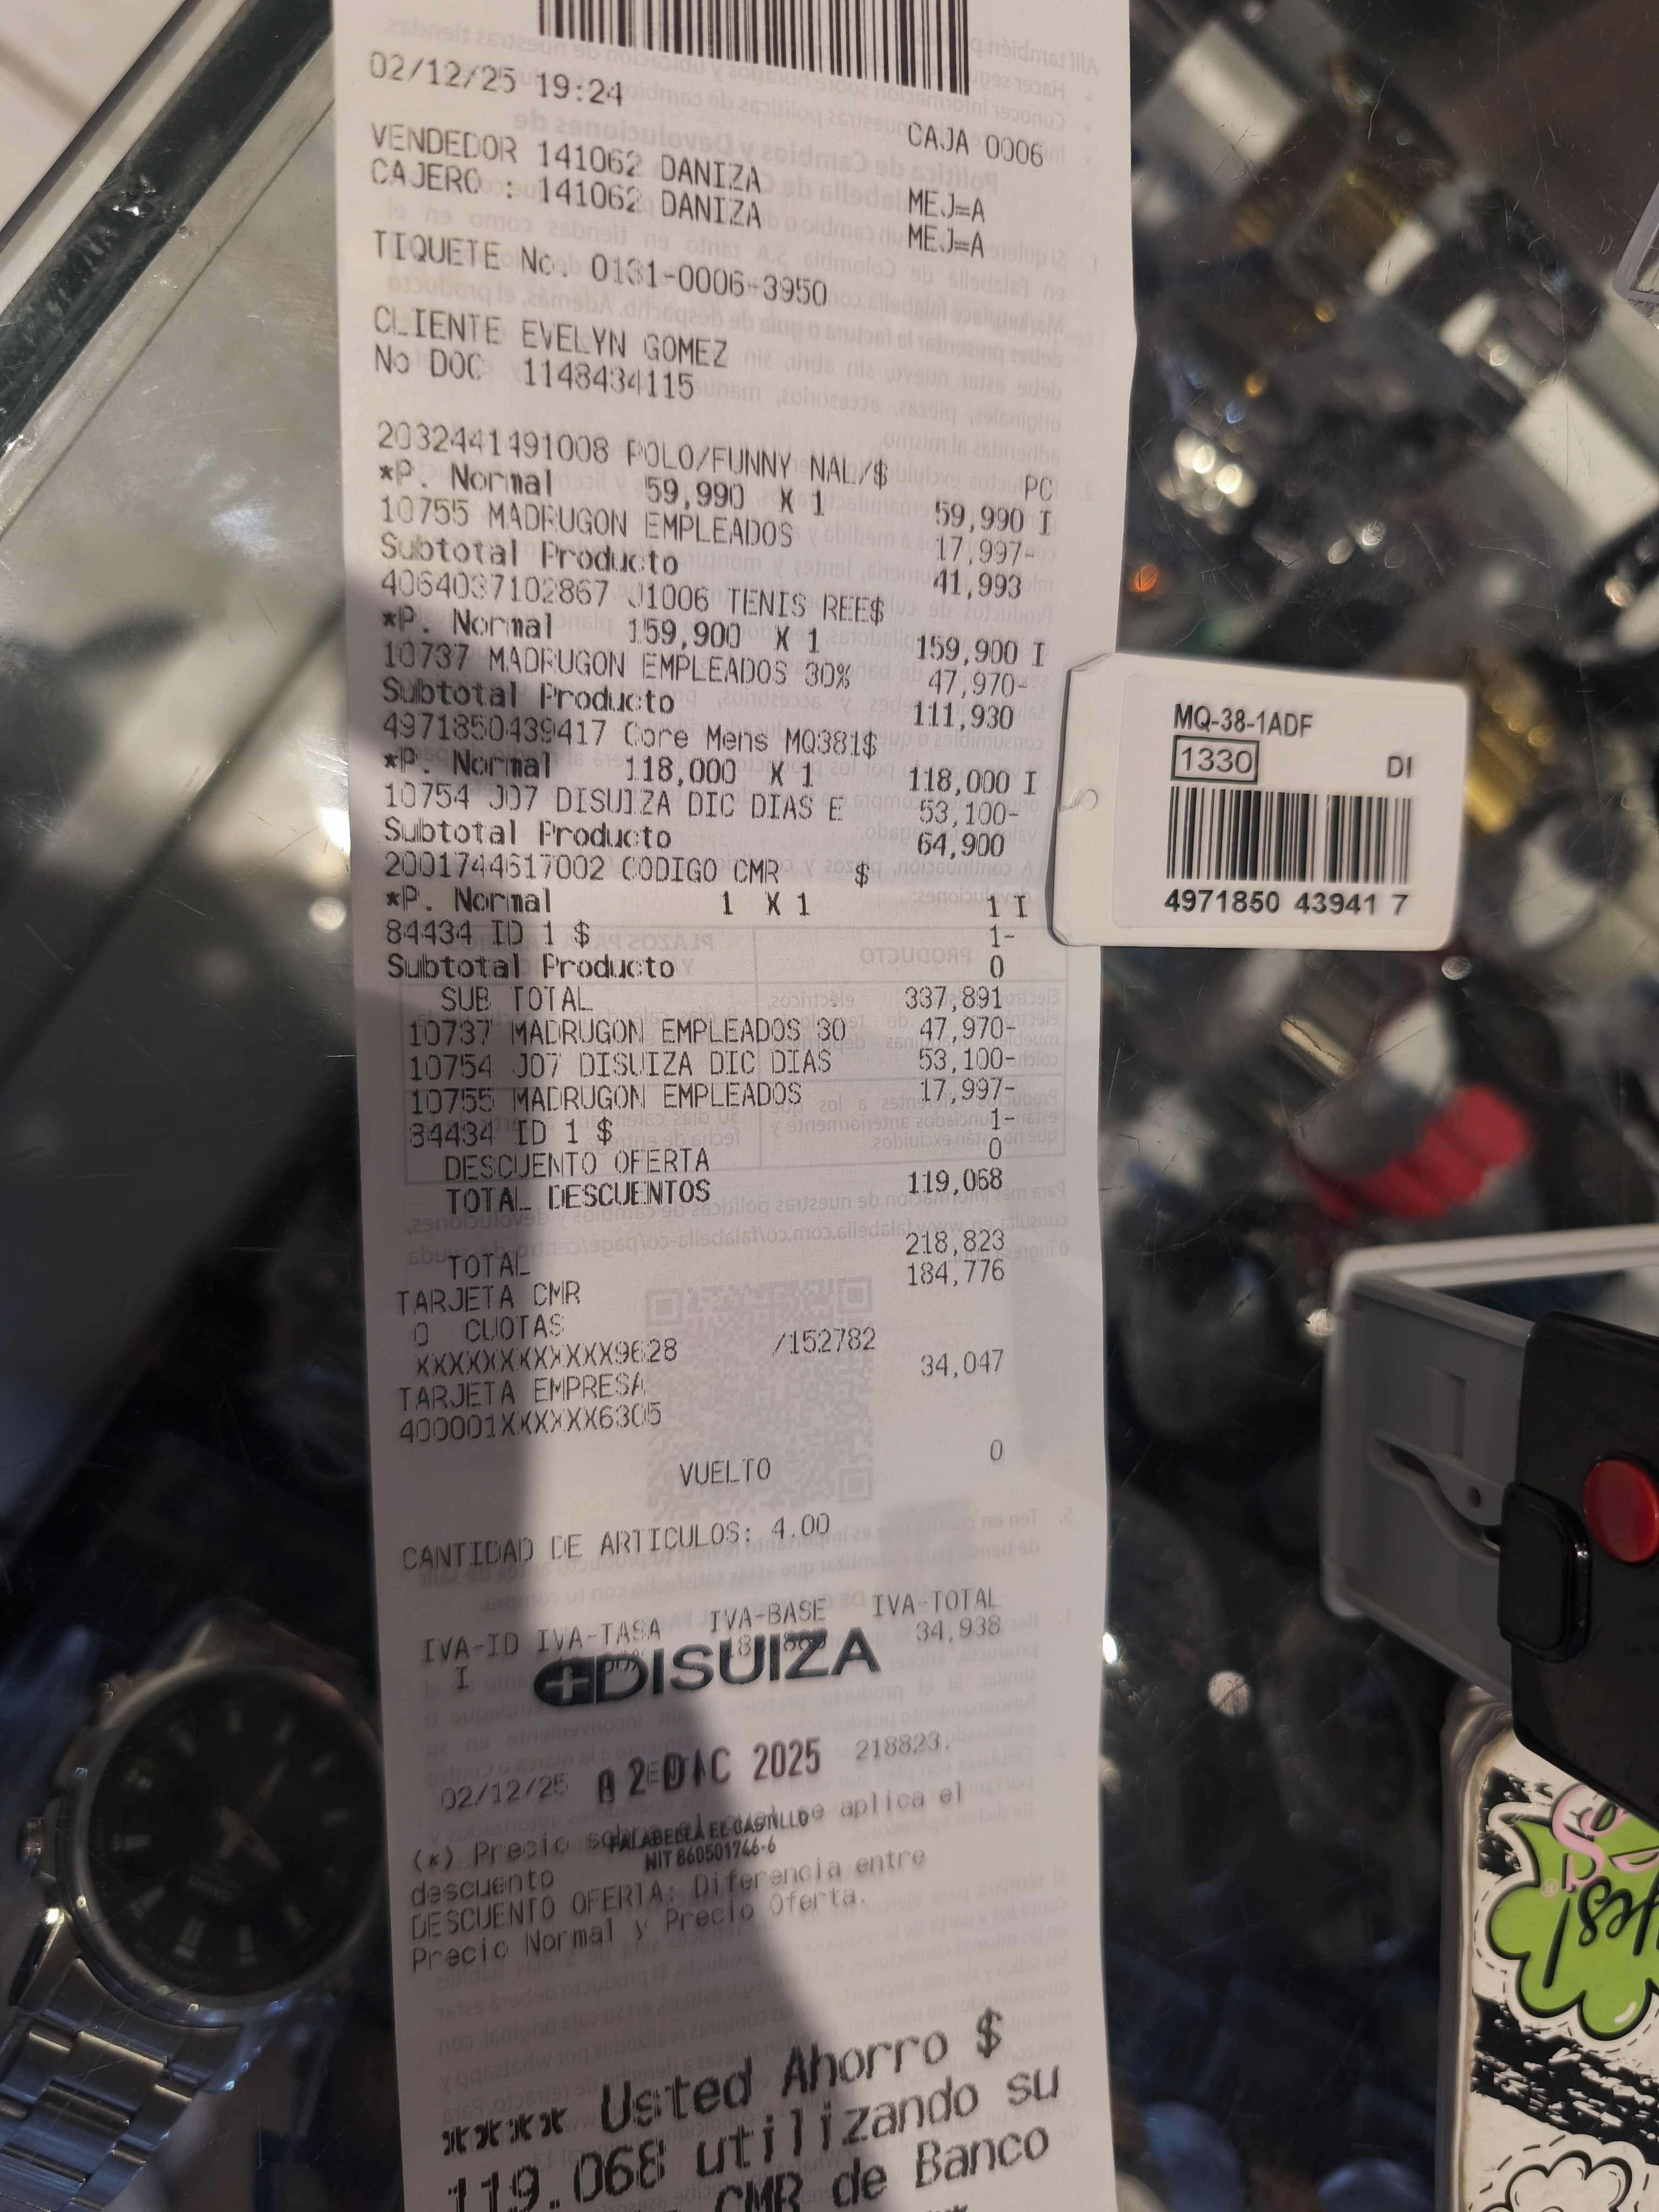 02/12/25 19:24
CAJA 0006
VENDEDOR 141062 DANIZA MEJ=A
CAJERO : 141062 DANIZA MEJ=A
TIQUETE No. 0131-0006-3950
CLIENTE EVELYN GOMEZ
No DOC 1148434115
2032441491008 POLO/FUNNY NAL/$ PC
*P. Normal 59,990 X 1 59,990 I
10755 MADRUGON EMPLEADOS 17,997-
Subtotal Producto 41,993
4064037102867 J1006 TENIS REE$
*P. Normal 159,900 X 1 159,900 I
10737 MADRUGON EMPLEADOS 30% 47,970-
Subtotal Producto 111,930
4971850439417 Core Mens MQ381$
*P. Normal 118,000 X 1 118,000 I
10754 J07 DISUIZA DIC DIAS E 53,100-
Subtotal Producto 64,900
2001744617002 CODIGO CMR $
*P. Normal 1 X 1 1 I
84434 ID 1 $ 1-
Subtotal Producto 0
SUB TOTAL 337,891
10737 MADRUGON EMPLEADOS 30 47,970-
10754 J07 DISUIZA DIC DIAS 53,100-
10755 MADRUGON EMPLEADOS 17,997-
84434 ID 1 $ 1-
DESCUENTO OFERTA 0
TOTAL DESCUENTOS 119,068
TOTAL 218,823
TARJETA CMR 184,776
0 CUOTAS
XXXXXXXXXXXX9628 /152782
TARJETA EMPRESA 34,047
400001XXXXXX6305
VUELTO 0
CANTIDAD DE ARTICULOS: 4.00
IVA-ID IVA-TASA IVA-BASE IVA-TOTAL
I 34,938
DISUIZA
02/12/25 218823.
02 DIC 2025
(*) Precio sobre el cual se aplica el
FALABELLA EL CASTILLO
NIT 860501746-6
descuento
DESCUENTO OFERTA: Diferencia entre
Precio Normal y Precio Oferta.
**** Usted Ahorro $
119.068 utilizando su
CMR de Banco
MQ-38-1ADF
1330 DI
4971850 43941 7
Yes!